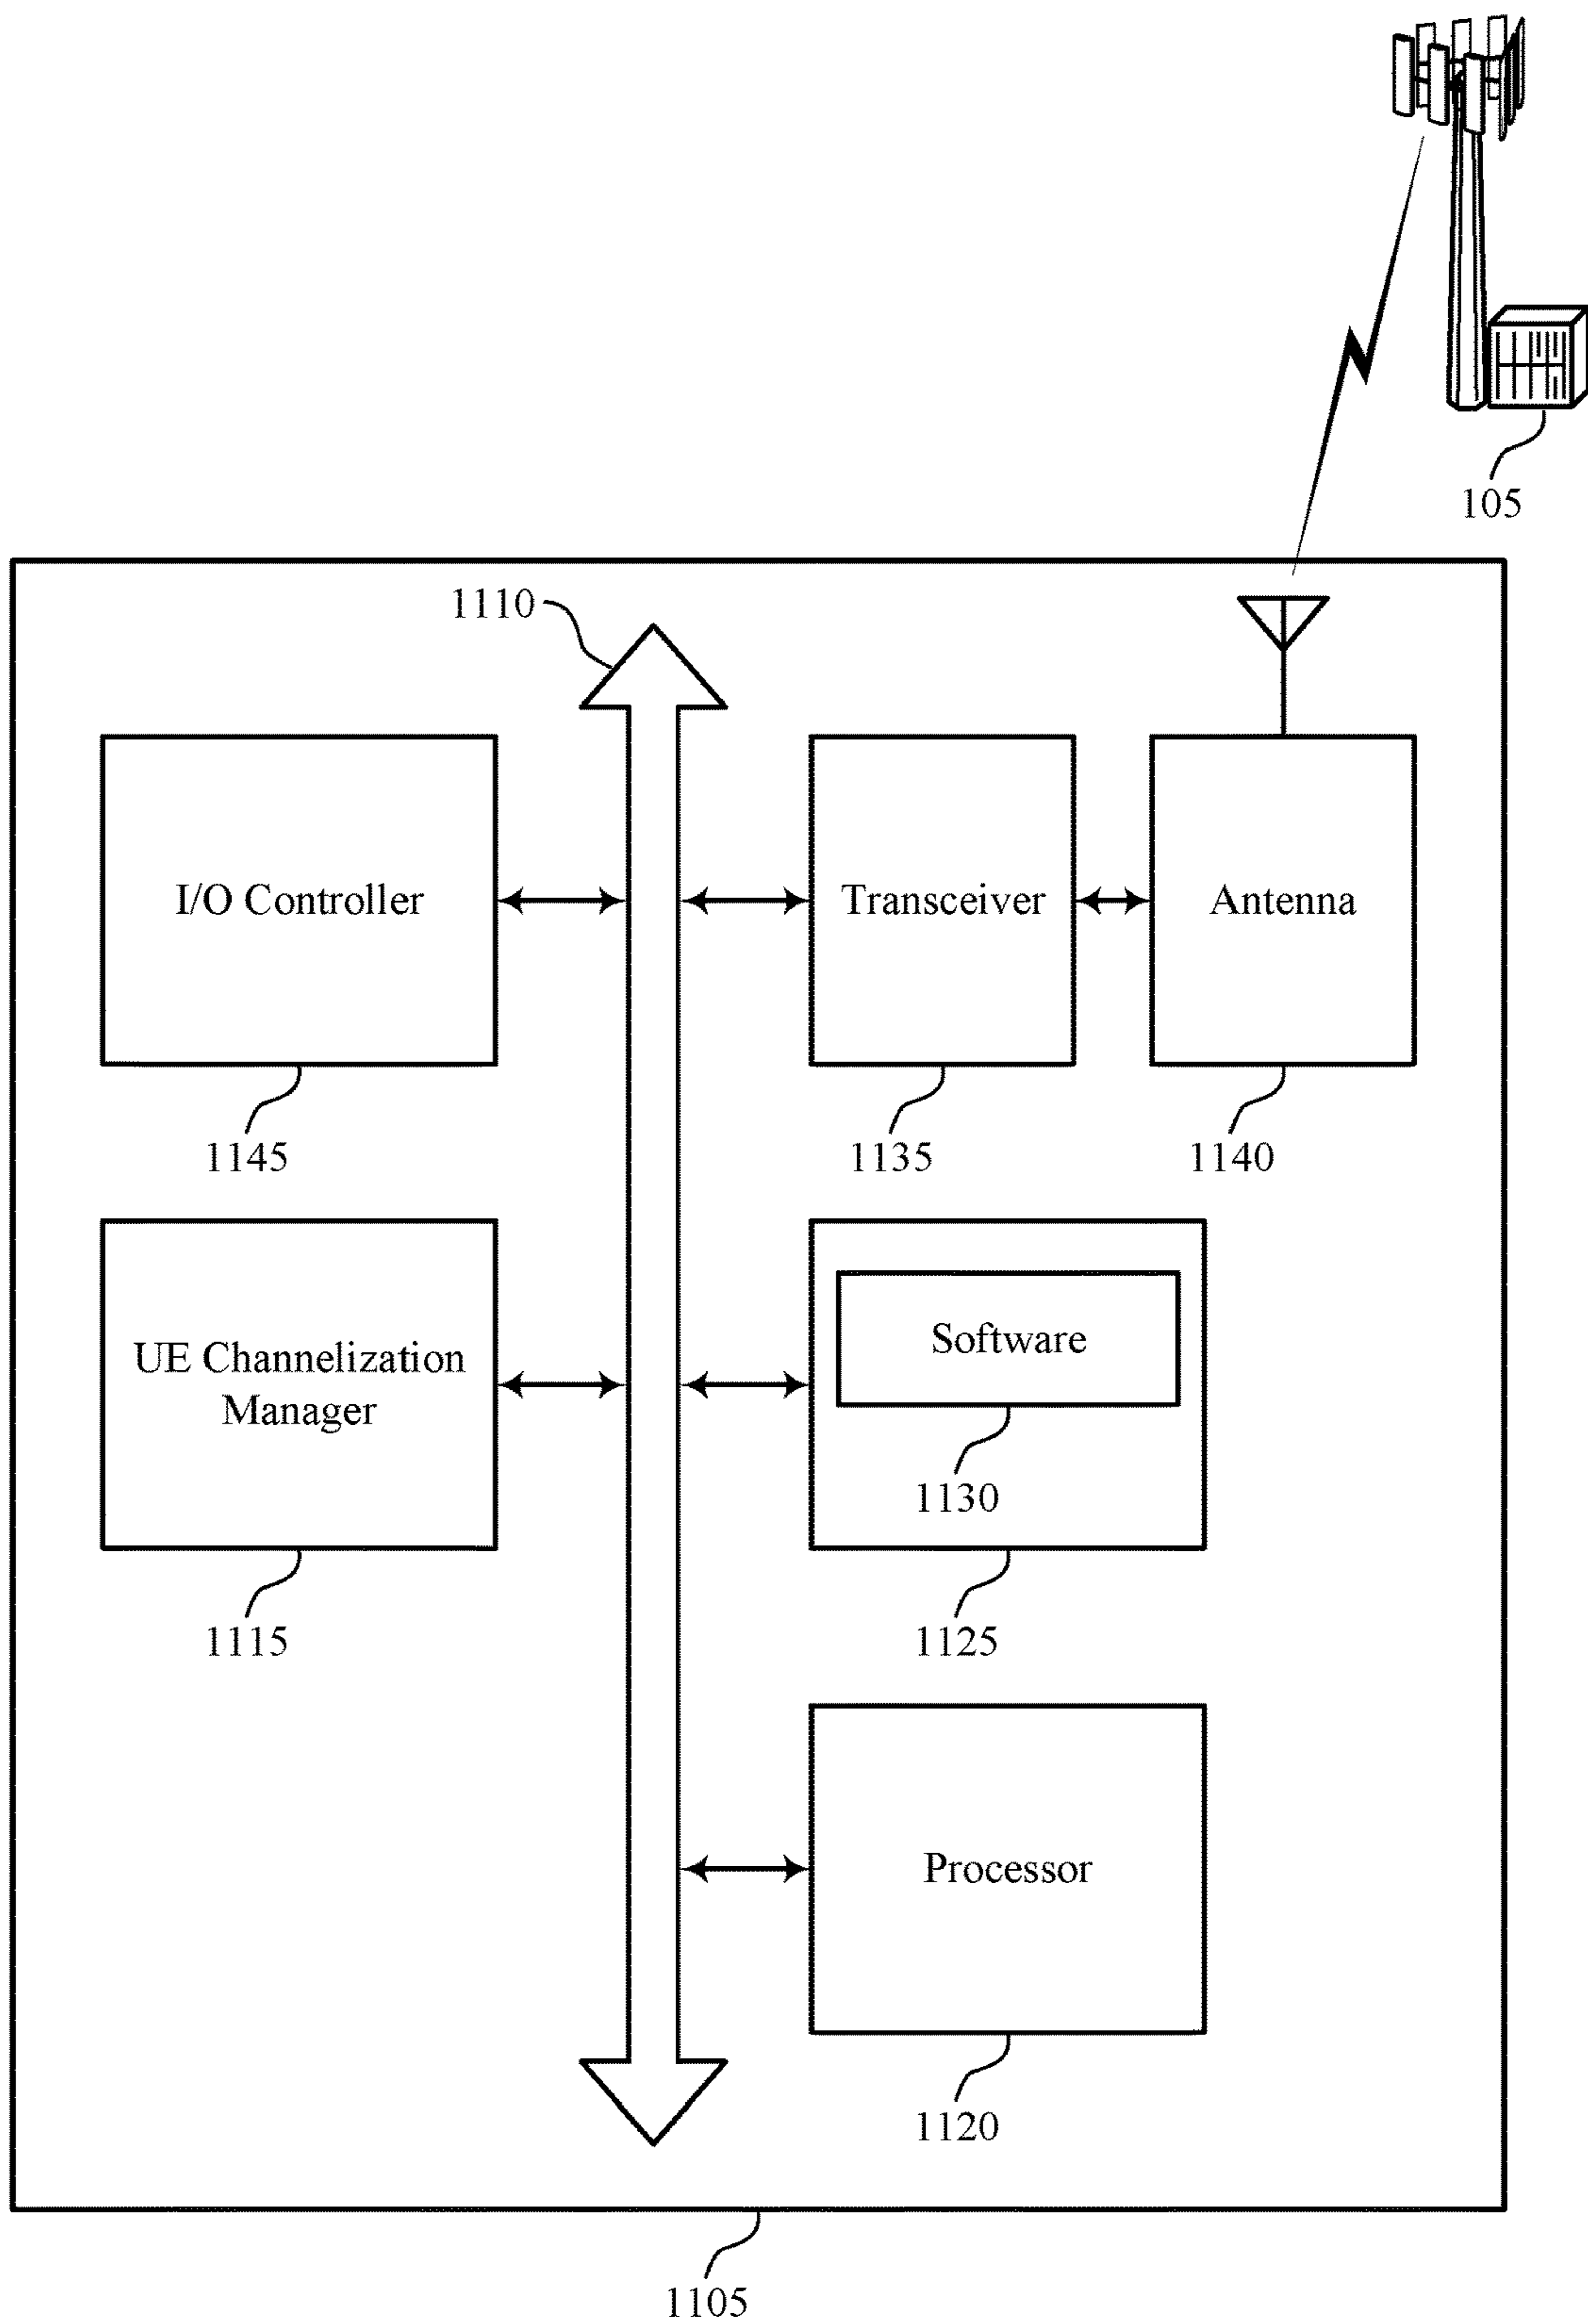 105
1110
I/O Controller
Transceiver
Antenna
1145
1135
1140
UE Channelization
Manager
Software
1130
1115
1125
Processor
1120
1105